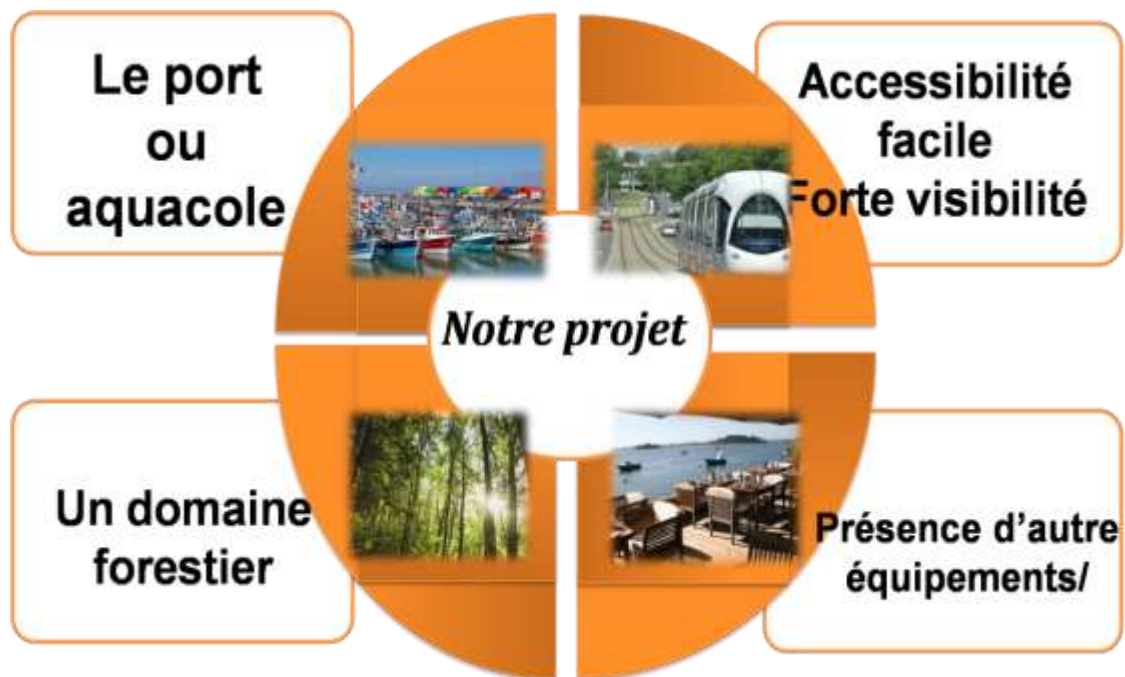 Le port
ou
aquacole
Accessibilité
facile
Forte visibilité
Notre projet
Un domaine
forestier
Présence d'autre
équipements/